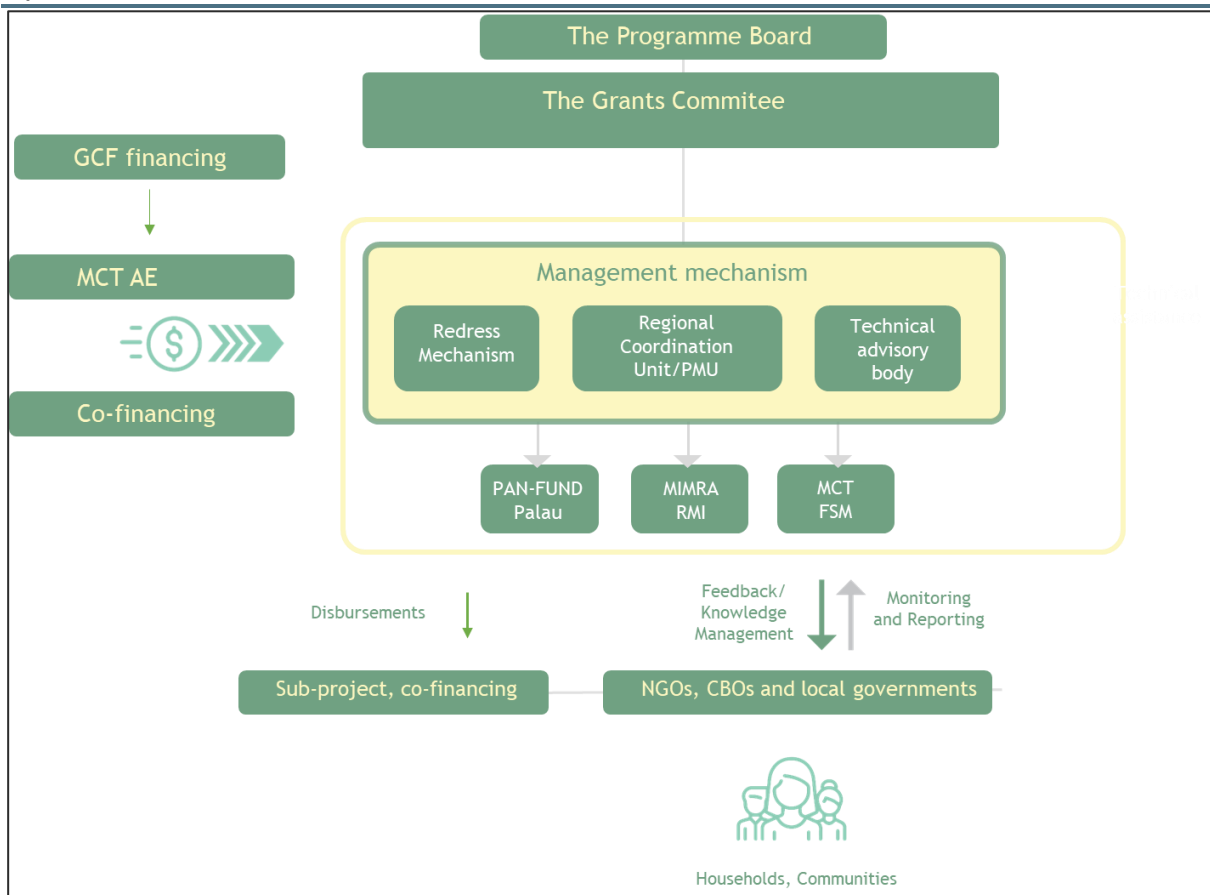 The Programme Board
The Grants Commitee
GCF financing
MCT AE
$
Co-financing
Management mechanism
Redress
Mechanism
Regional
Coordination
Unit/PMU
Technical
advisory
body
PAN-FUND
Palau
MIMRA
RMI
MCT
FSM
Disbursements
Feedback/
Knowledge
Management
Monitoring
and Reporting
Sub-project, co-financing
NGOs, CBOs and local governments
Households, Communities